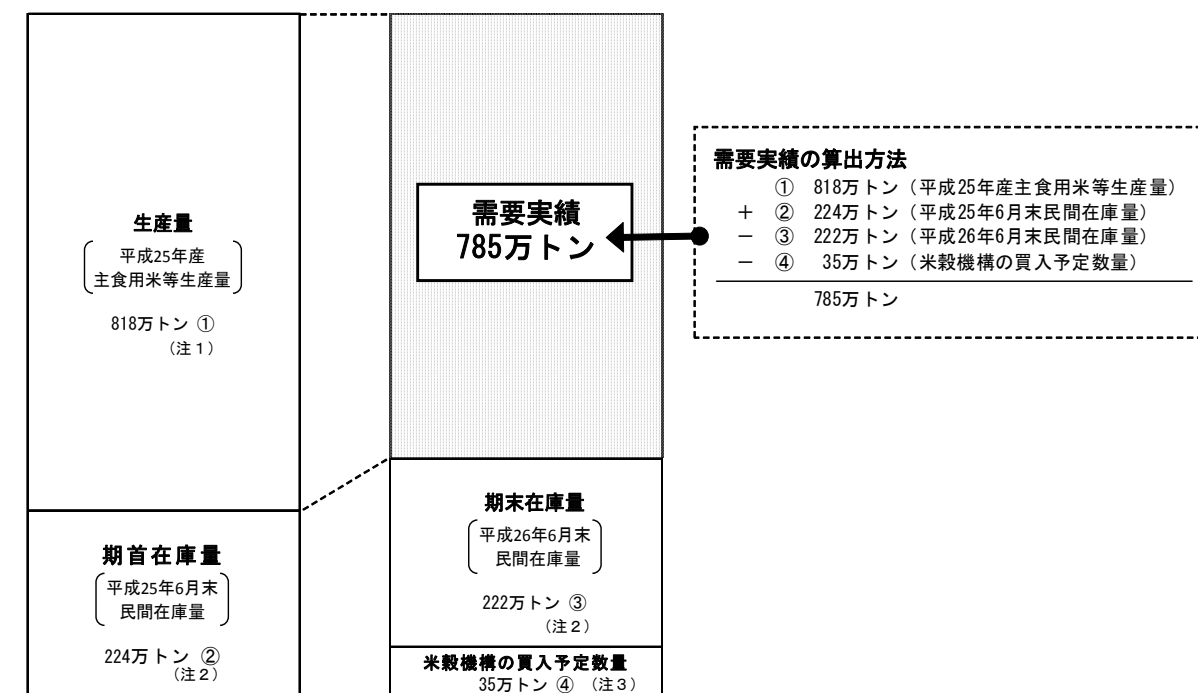 生産量
平成25年産
主食用米等生産量
818万トン ①
（注１）
期首在庫量
平成25年6月末
民間在庫量
224万トン ②
（注２）
需要実績
785万トン
期末在庫量
平成26年6月末
民間在庫量
222万トン ③
（注２）
米穀機構の買入予定数量
35万トン ④ （注３）
需要実績の算出方法
① 818万トン（平成25年産主食用米等生産量）
＋ ② 224万トン（平成25年6月末民間在庫量）
－ ③ 222万トン（平成26年6月末民間在庫量）
－ ④ 35万トン（米穀機構の買入予定数量）
785万トン